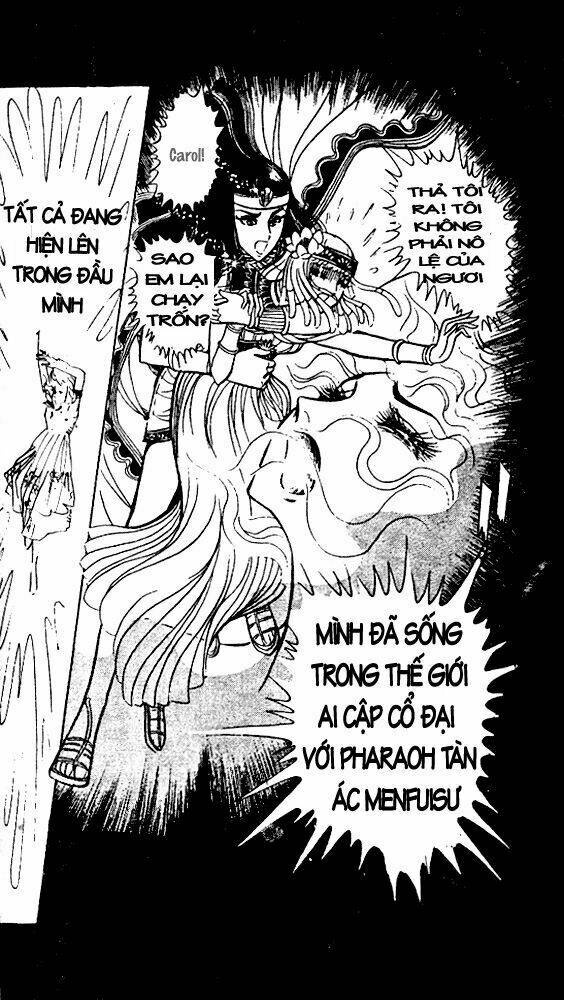 THẢ TÔI
RA! TÔI
KHÔNG
PHẢI NÔ
LỆ CỦA
NGƯƠI
Carol!
SAO
EM LẠI
CHẠY
TRỐN?
TẤT CẢ ĐANG
HIỆN LÊN
TRONG ĐẦU
MÌNH
MÌNH ĐÃ SỐNG
TRONG THẾ GIỚI
AI CẬP CỔ ĐẠI
VỚI PHARAOH TÀN
ÁC MENFUISƯ